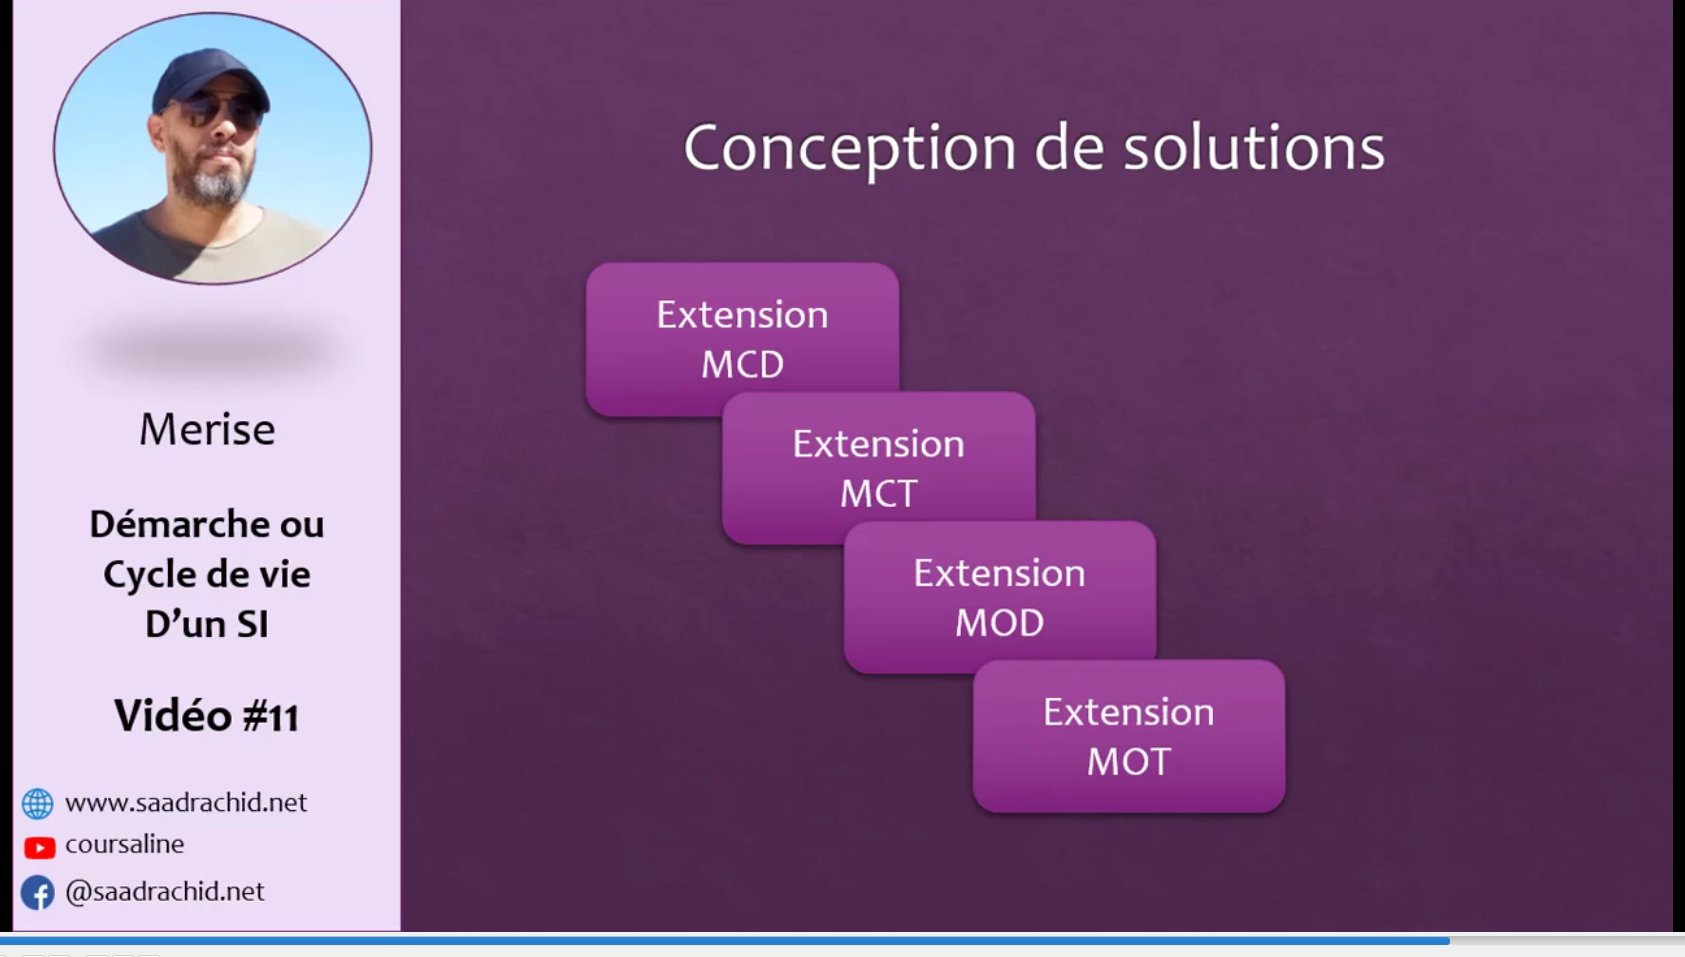 Conception de solutions
Extension
MCD
Extension
MCT
Extension
MOD
Extension
MOT
Merise
Démarche ou
Cycle de vie
D’un SI
Vidéo #11
www.saadrachid.net
coursaline
@saadrachid.net